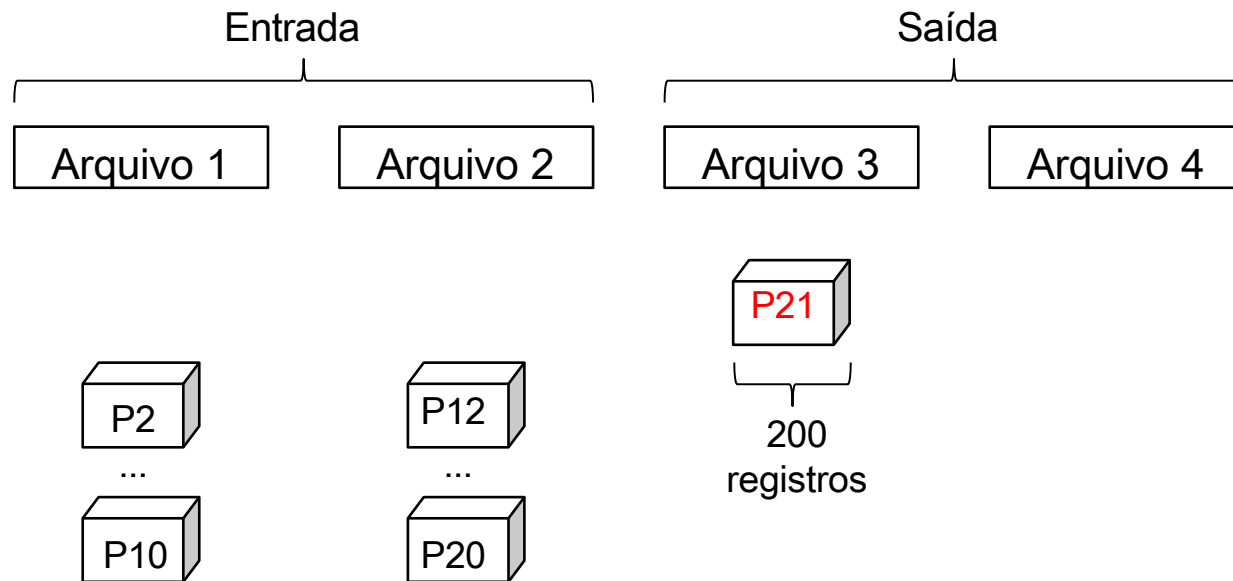 Entrada
Saída
Arquivo 1
Arquivo 2
Arquivo 3
Arquivo 4
P21
P2
P12
200
registros
...
...
P10
P20